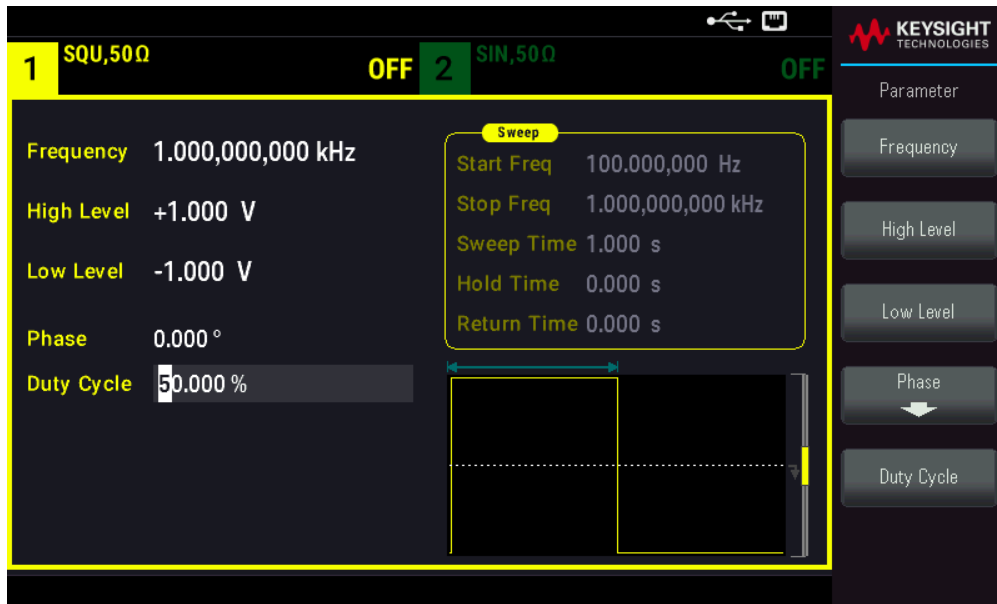 KEYSIGHT
TECHNOLOGIES
1 SQU,50Ω OFF
2 SIN,50Ω OFF
Parameter
Frequency 1.000,000,000 kHz
High Level +1.000 V
Low Level -1.000 V
Phase 0.000 °
Duty Cycle 50.000 %
Sweep
Start Freq 100.000,000 Hz
Stop Freq 1.000,000,000 kHz
Sweep Time 1.000 s
Hold Time 0.000 s
Return Time 0.000 s
Frequency
High Level
Low Level
Phase
Duty Cycle